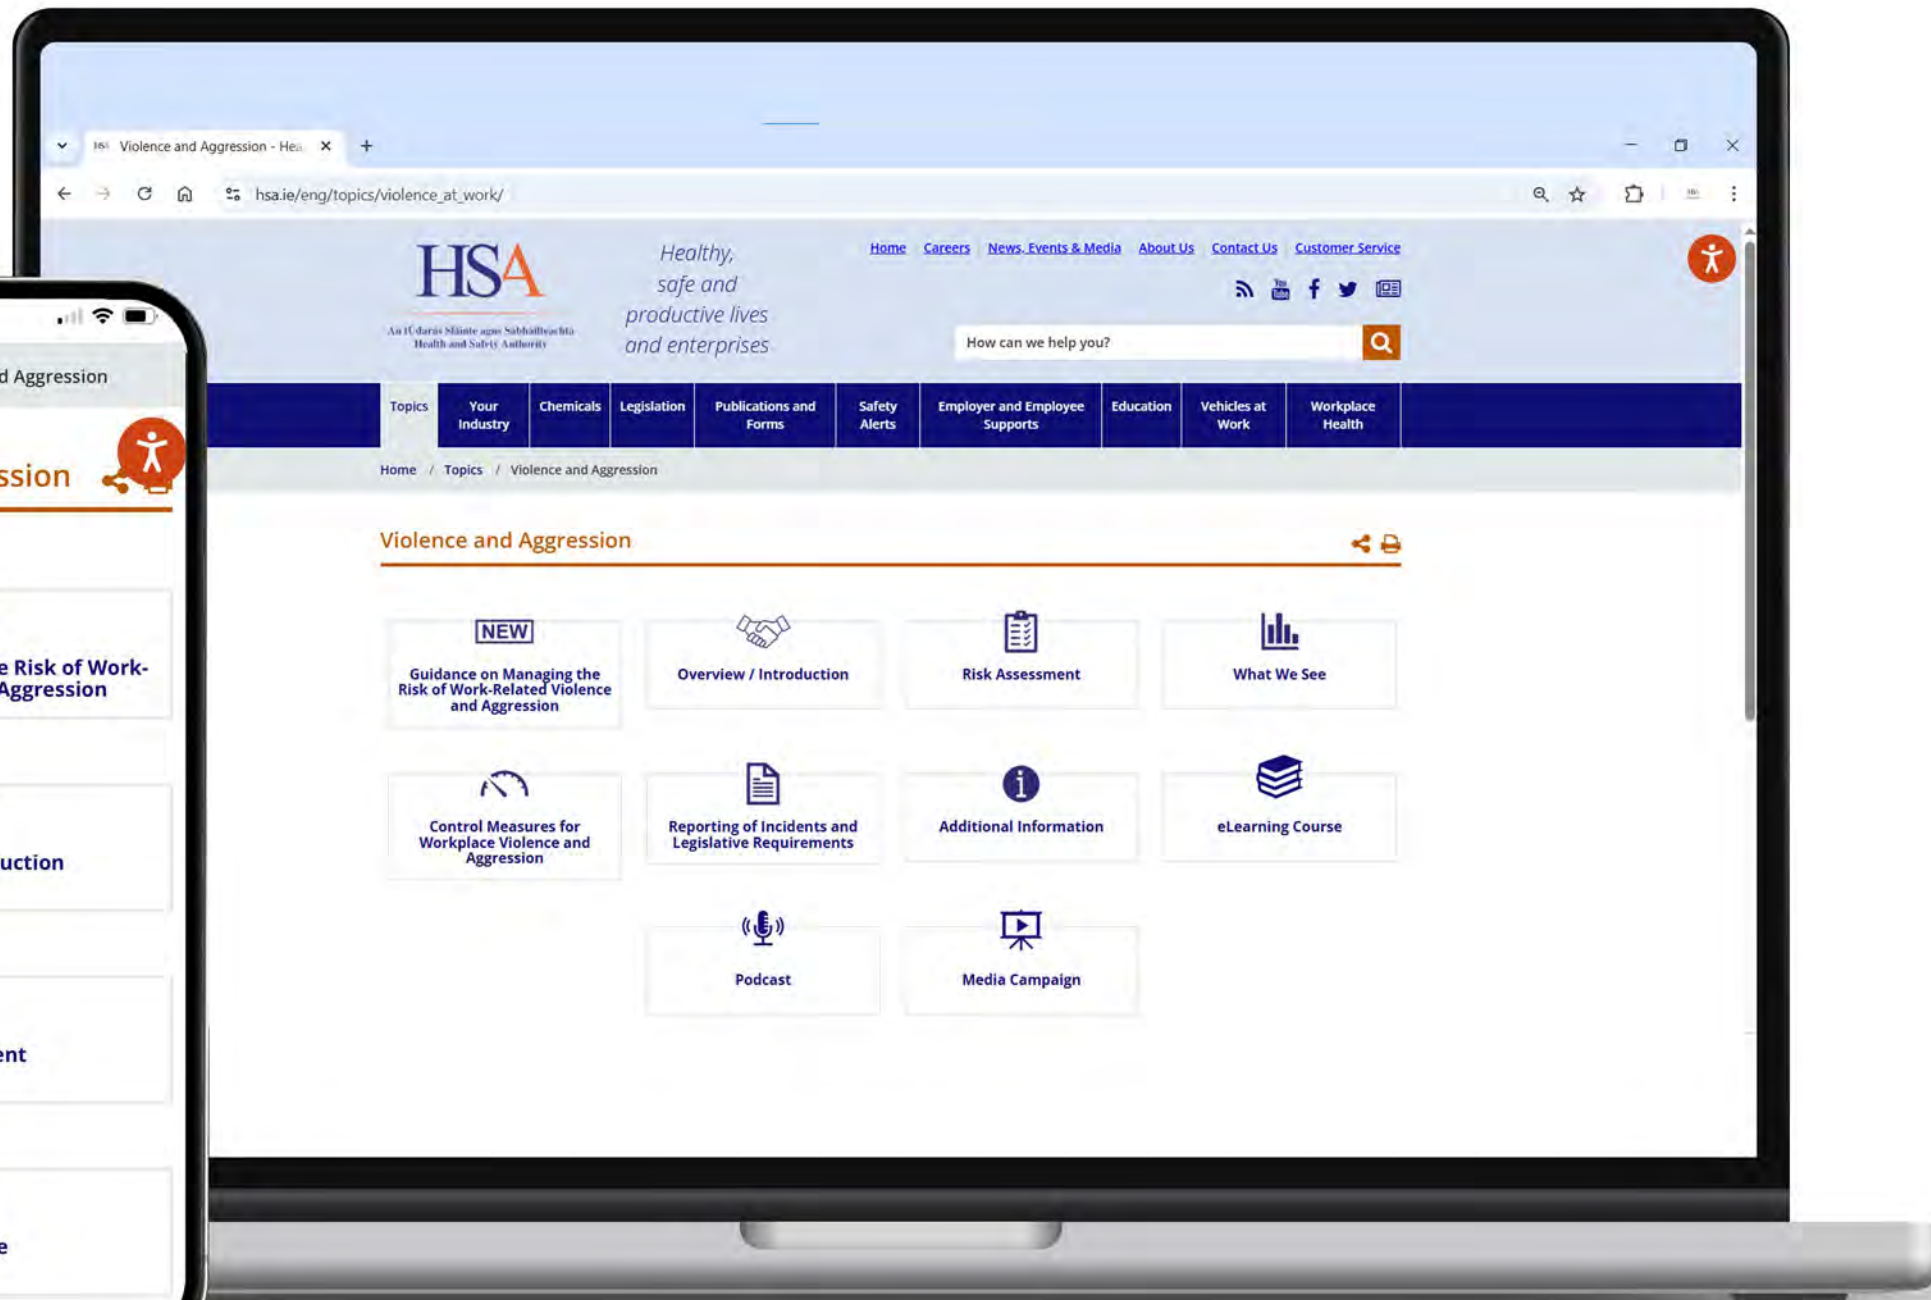 Violence and Aggression - Hea
hsa.ie/eng/topics/violence_at_work/
HSA
An tÚdarás Sláinte agus Sábháilteachta
Health and Safety Authority
Healthy,
safe and
productive lives
and enterprises
Home Careers News, Events & Media About Us Contact Us Customer Service
You
Tube
How can we help you?
Topics
Your
Industry
Chemicals
Legislation
Publications and
Forms
Safety
Alerts
Employer and Employee
Supports
Education
Vehicles at
Work
Workplace
Health
Home / Topics / Violence and Aggression
Violence and Aggression
NEW
Guidance on Managing the
Risk of Work-Related Violence
and Aggression
Overview / Introduction
Risk Assessment
What We See
Control Measures for
Workplace Violence and
Aggression
Reporting of Incidents and
Legislative Requirements
Additional Information
eLearning Course
Podcast
Media Campaign
d Aggression
ssion
e Risk of Work-
Aggression
uction
ent
e